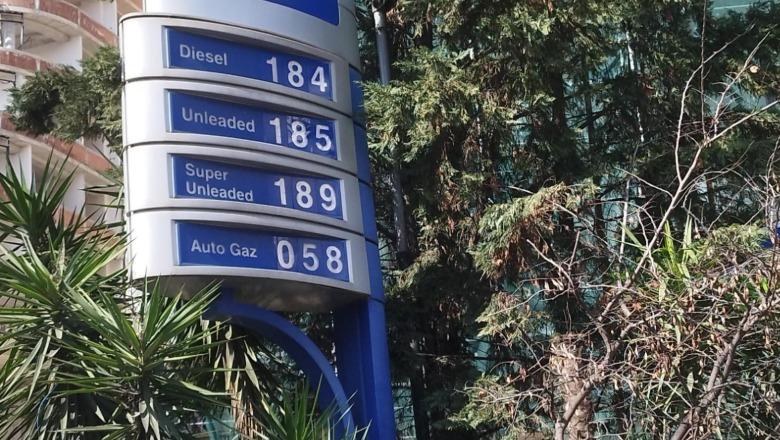 Diesel 184
Unleaded 185
Super
Unleaded 189
Auto Gaz 058